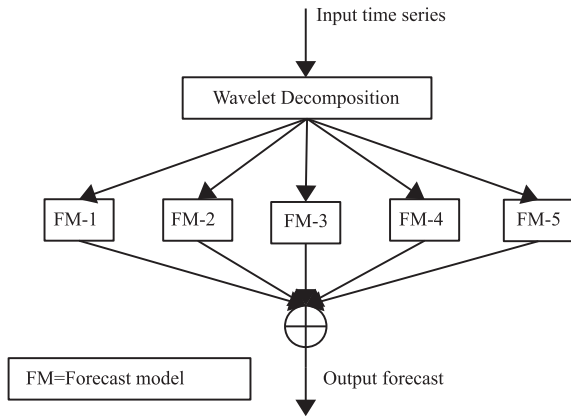 Input time series
Wavelet Decomposition
FM-1
FM-2
FM-3
FM-4
FM-5
FM=Forecast model
Output forecast